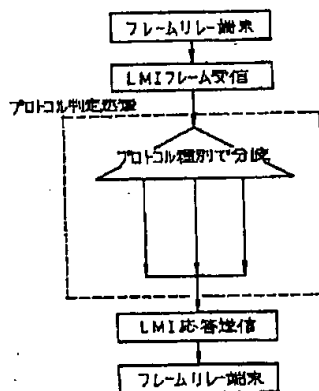 フレームリレー端末
LMIフレーム受信
プロトコル判定処理
プロトコル種別で分岐
LMI応答送信
フレームリレー端末